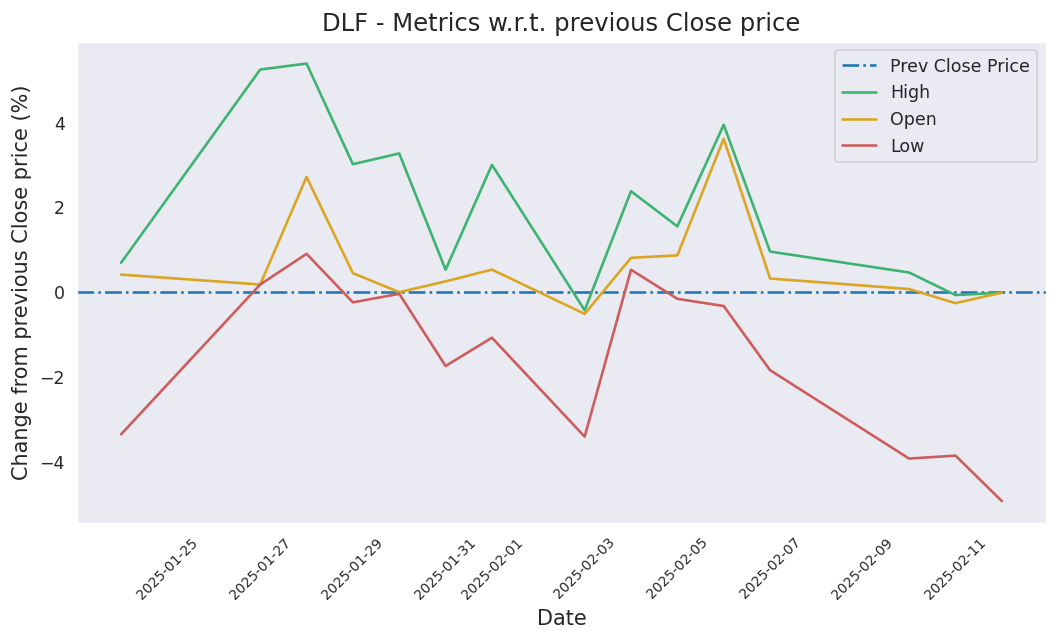 DLF - Metrics w.r.t. previous Close price
Prev Close Price
High
Open
Low
Change from previous Close price (%)
4
2
0
−2
−4
2025-01-25
2025-01-27
2025-01-29
2025-01-31
2025-02-01
2025-02-03
2025-02-05
2025-02-07
2025-02-09
2025-02-11
Date